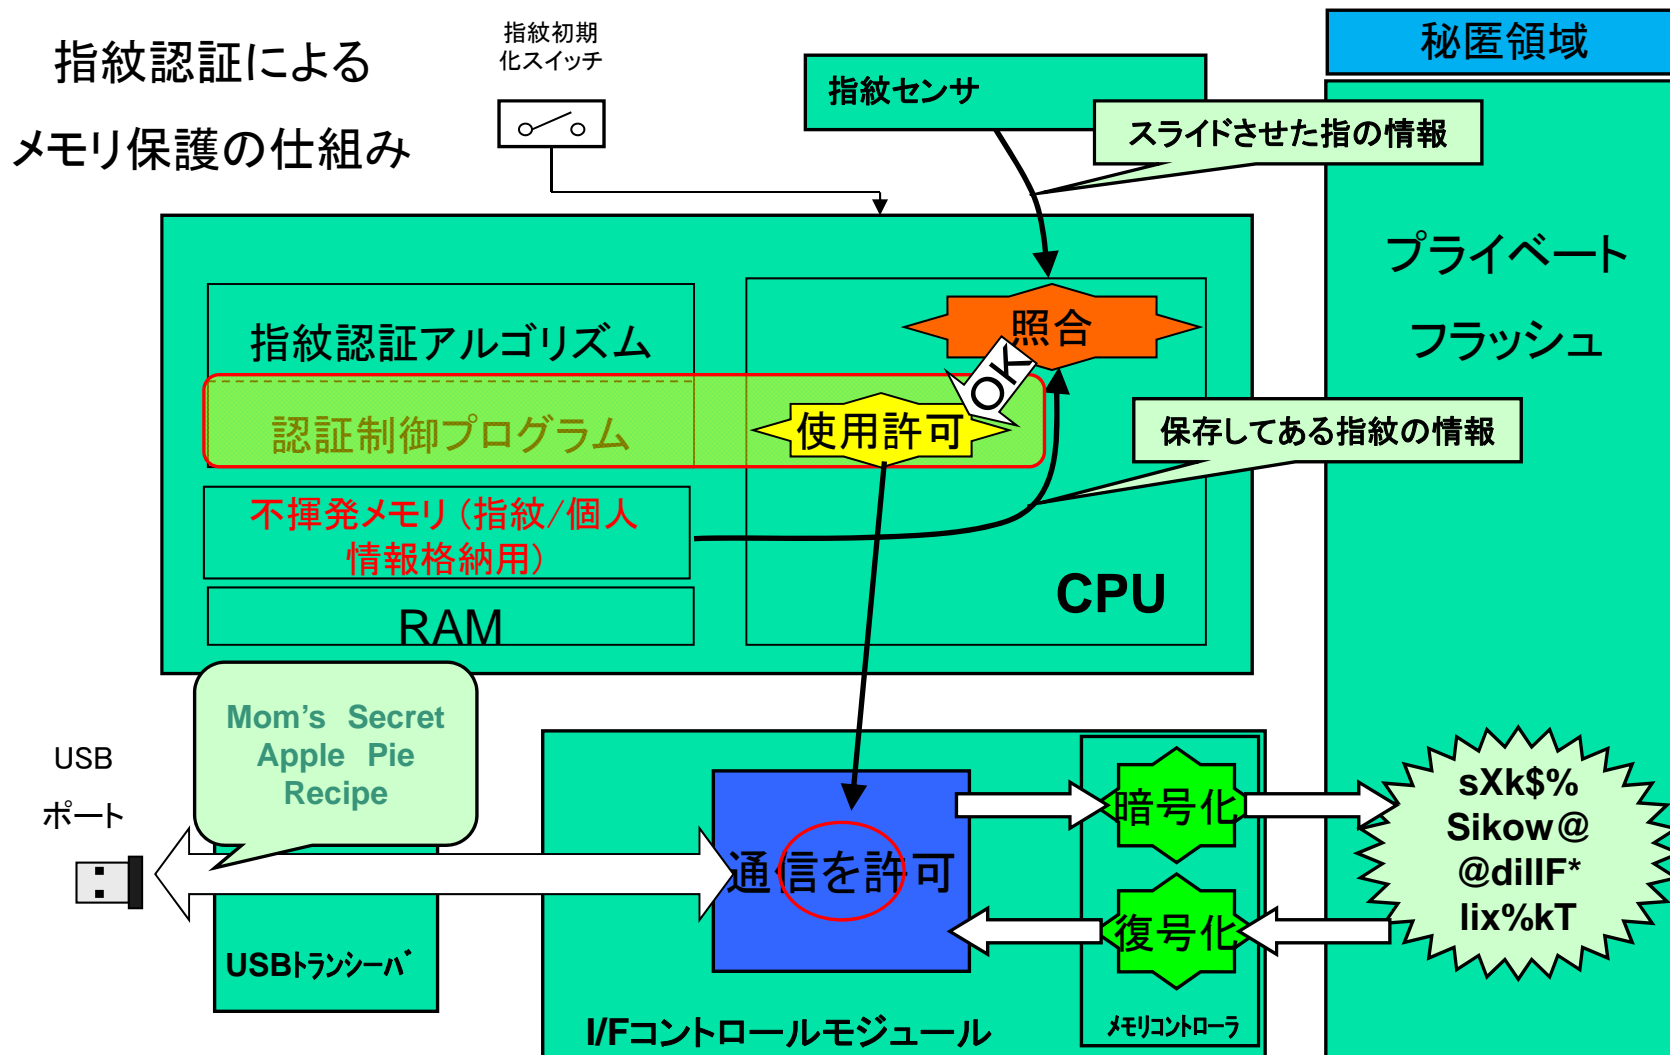 指紋認証による
メモリ保護の仕組み
指紋初期
化スイッチ
指紋センサ
秘匿領域
スライドさせた指の情報
プライベート
フラッシュ
指紋認証アルゴリズム
照合
OK
認証制御プログラム
使用許可
保存してある指紋の情報
不揮発メモリ（指紋/個人
情報格納用）
CPU
RAM
Mom’s Secret
Apple Pie
Recipe
USB
ポート
通信を許可
暗号化
復号化
sXk$%
Sikow@
@dillF*
lix%kT
USBトランシーバ
I/Fコントロールモジュール
メモリコントローラ